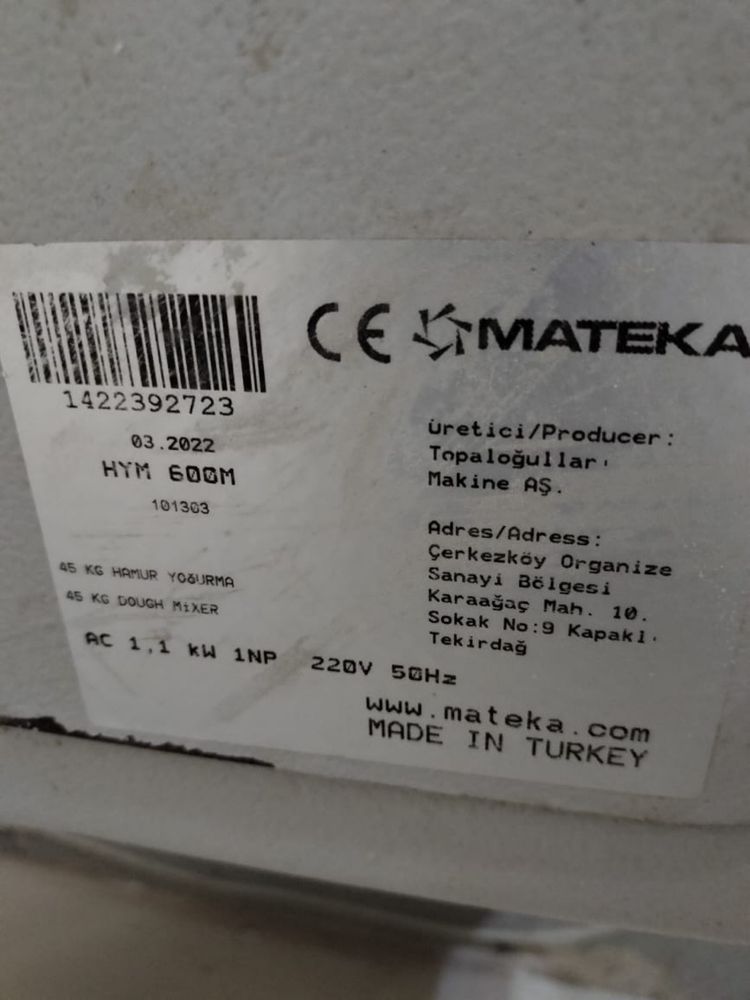 CE MATEKA
1422392723
03.2022
HYM 600M
101303
45 KG HAMUR YOĞURMA
45 KG DOUGH MiXER
AC 1,1 kW 1NP 220V 50Hz
üretici/Producer:
Topaloğulları
Makine AŞ.
Adres/Adress:
Çerkezköy Organize
Sanayi Bölgesi
Karaağaç Mah. 10.
Sokak No:9 Kapaklı
Tekirdağ
www.mateka.com
MADE IN TURKEY